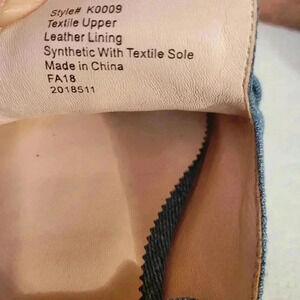 Style# K0009
Textile Upper
Leather Lining
Synthetic With Textile Sole
Made in China
FA18
2018511